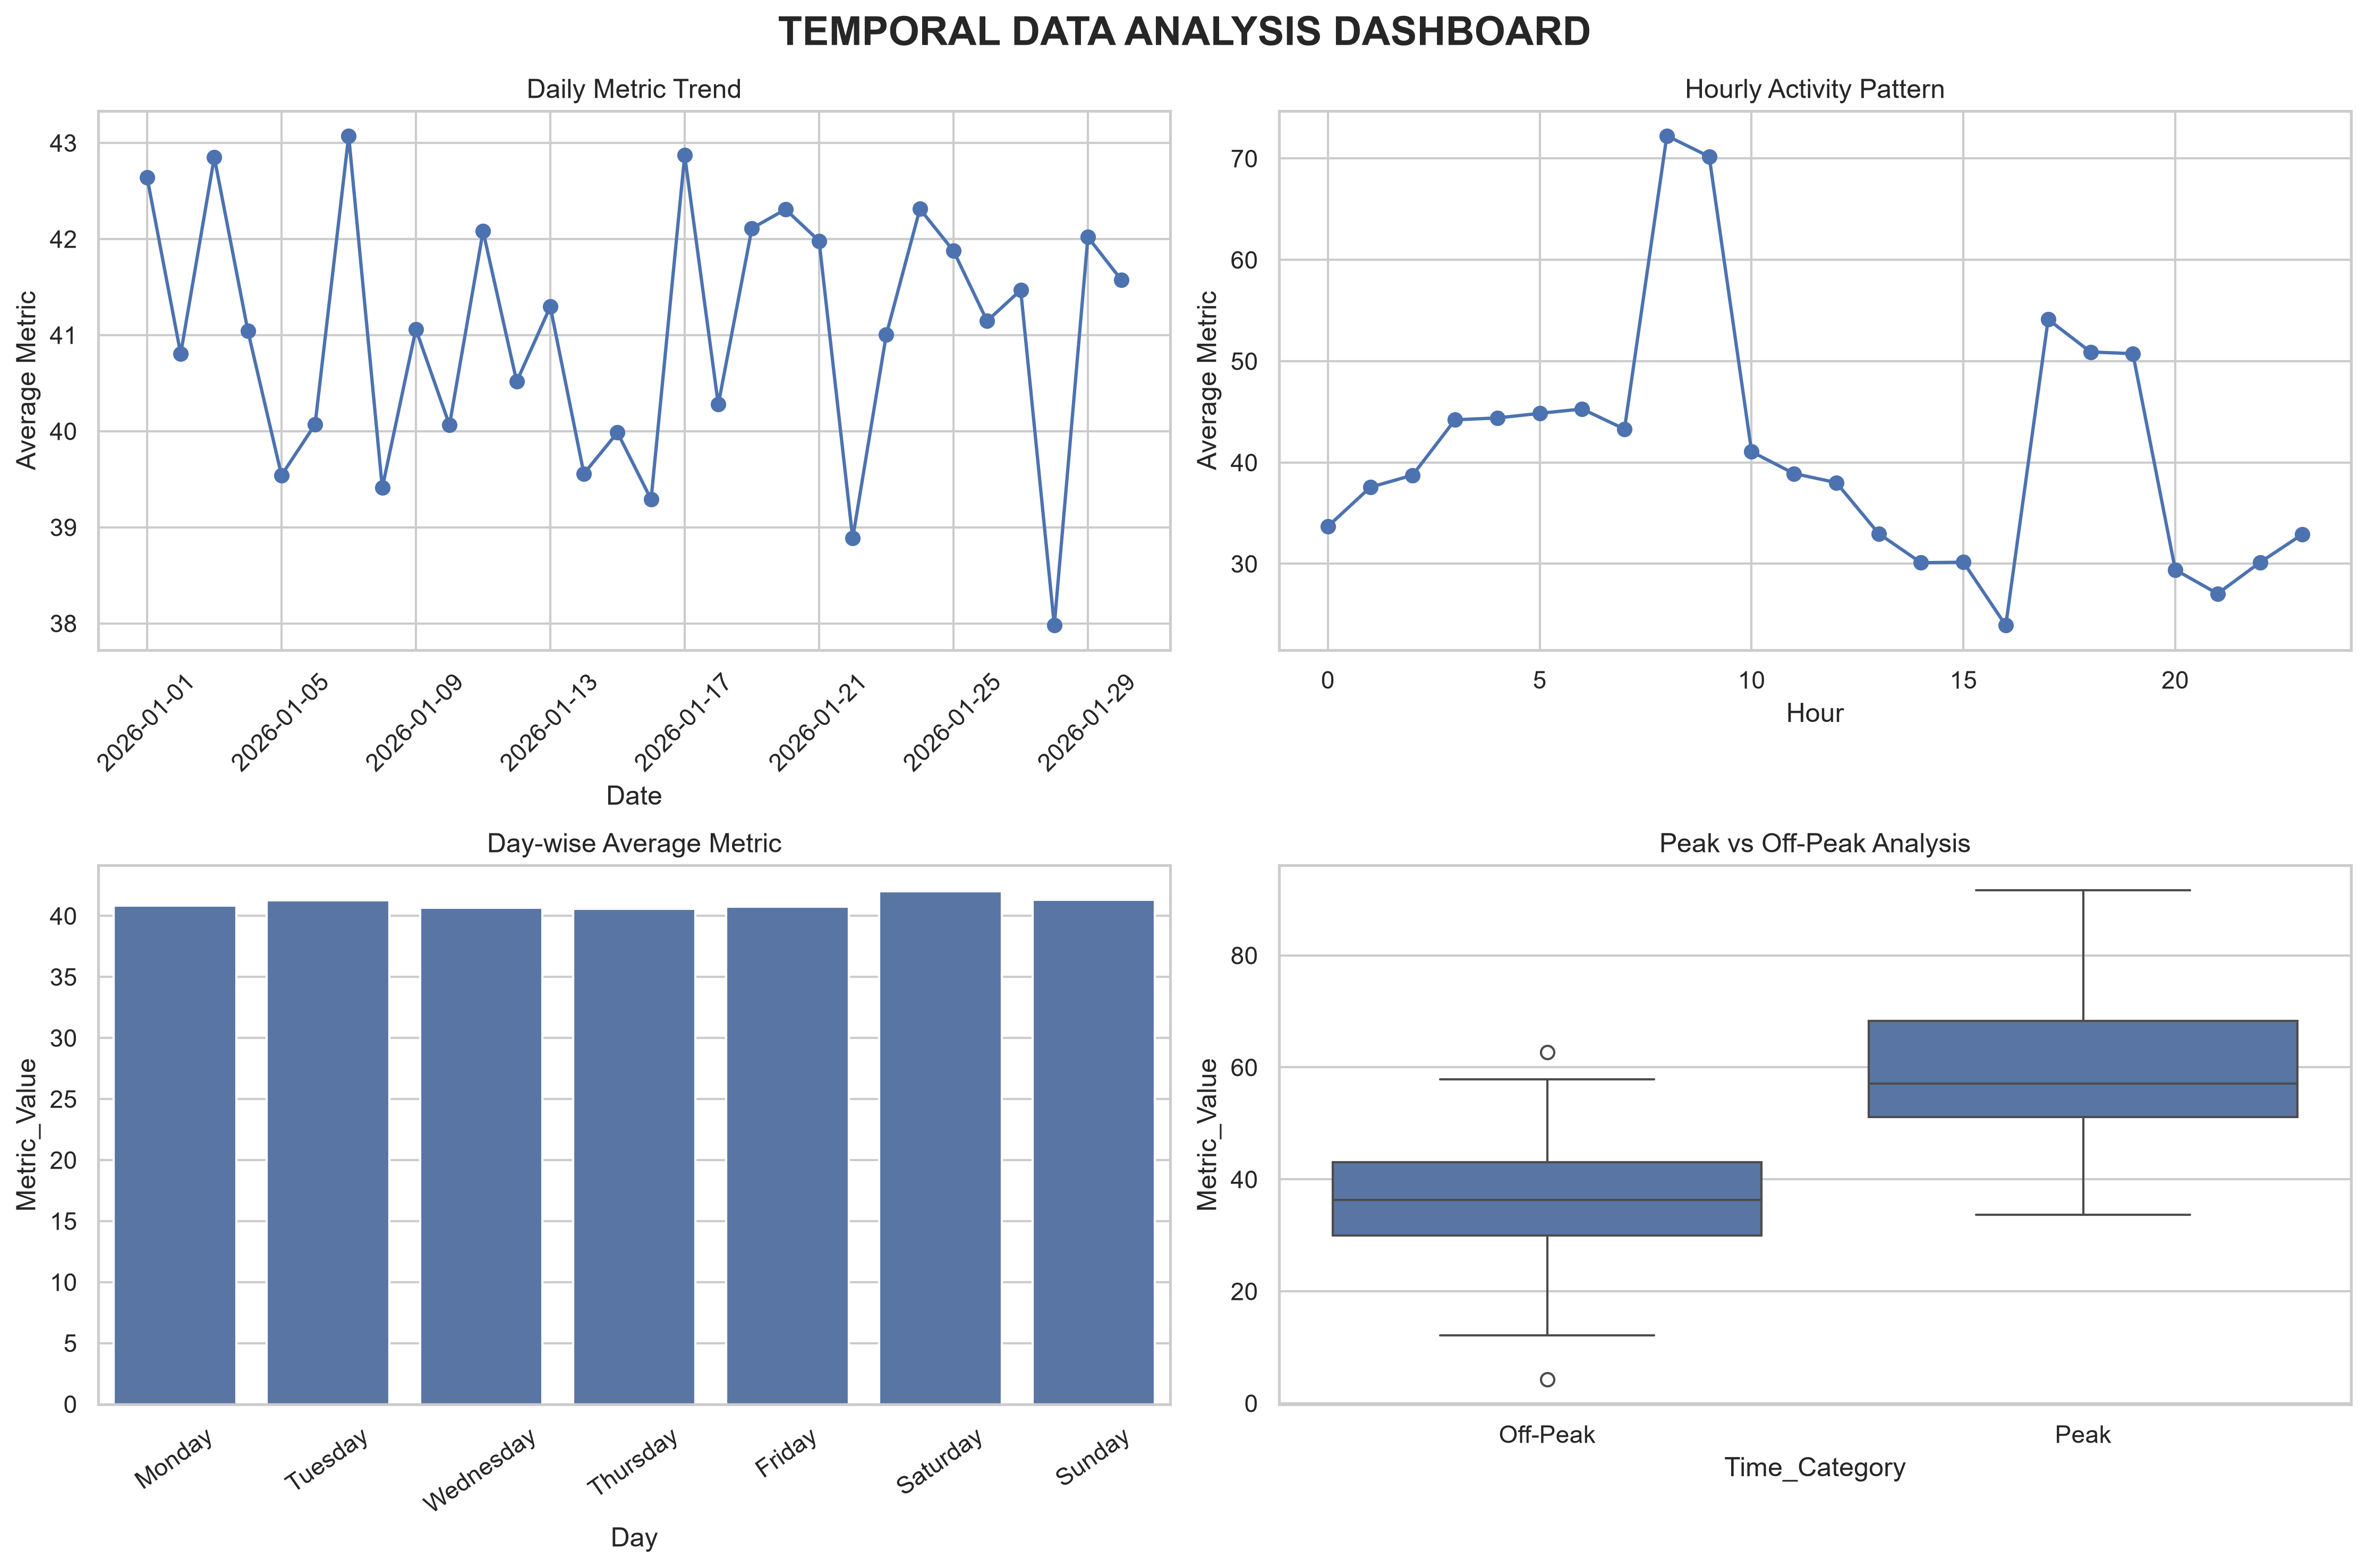 TEMPORAL DATA ANALYSIS DASHBOARD
Daily Metric Trend
Average Metric
43
42
41
40
39
38
2026-01-01
2026-01-05
2026-01-09
2026-01-13
2026-01-17
2026-01-21
2026-01-25
2026-01-29
Date
Hourly Activity Pattern
Average Metric
70
60
50
40
30
0
5
10
15
20
Hour
Day-wise Average Metric
Metric_Value
40
35
30
25
20
15
10
5
0
Monday
Tuesday
Wednesday
Thursday
Friday
Saturday
Sunday
Day
Peak vs Off-Peak Analysis
Metric_Value
80
60
40
20
0
Off-Peak
Peak
Time_Category